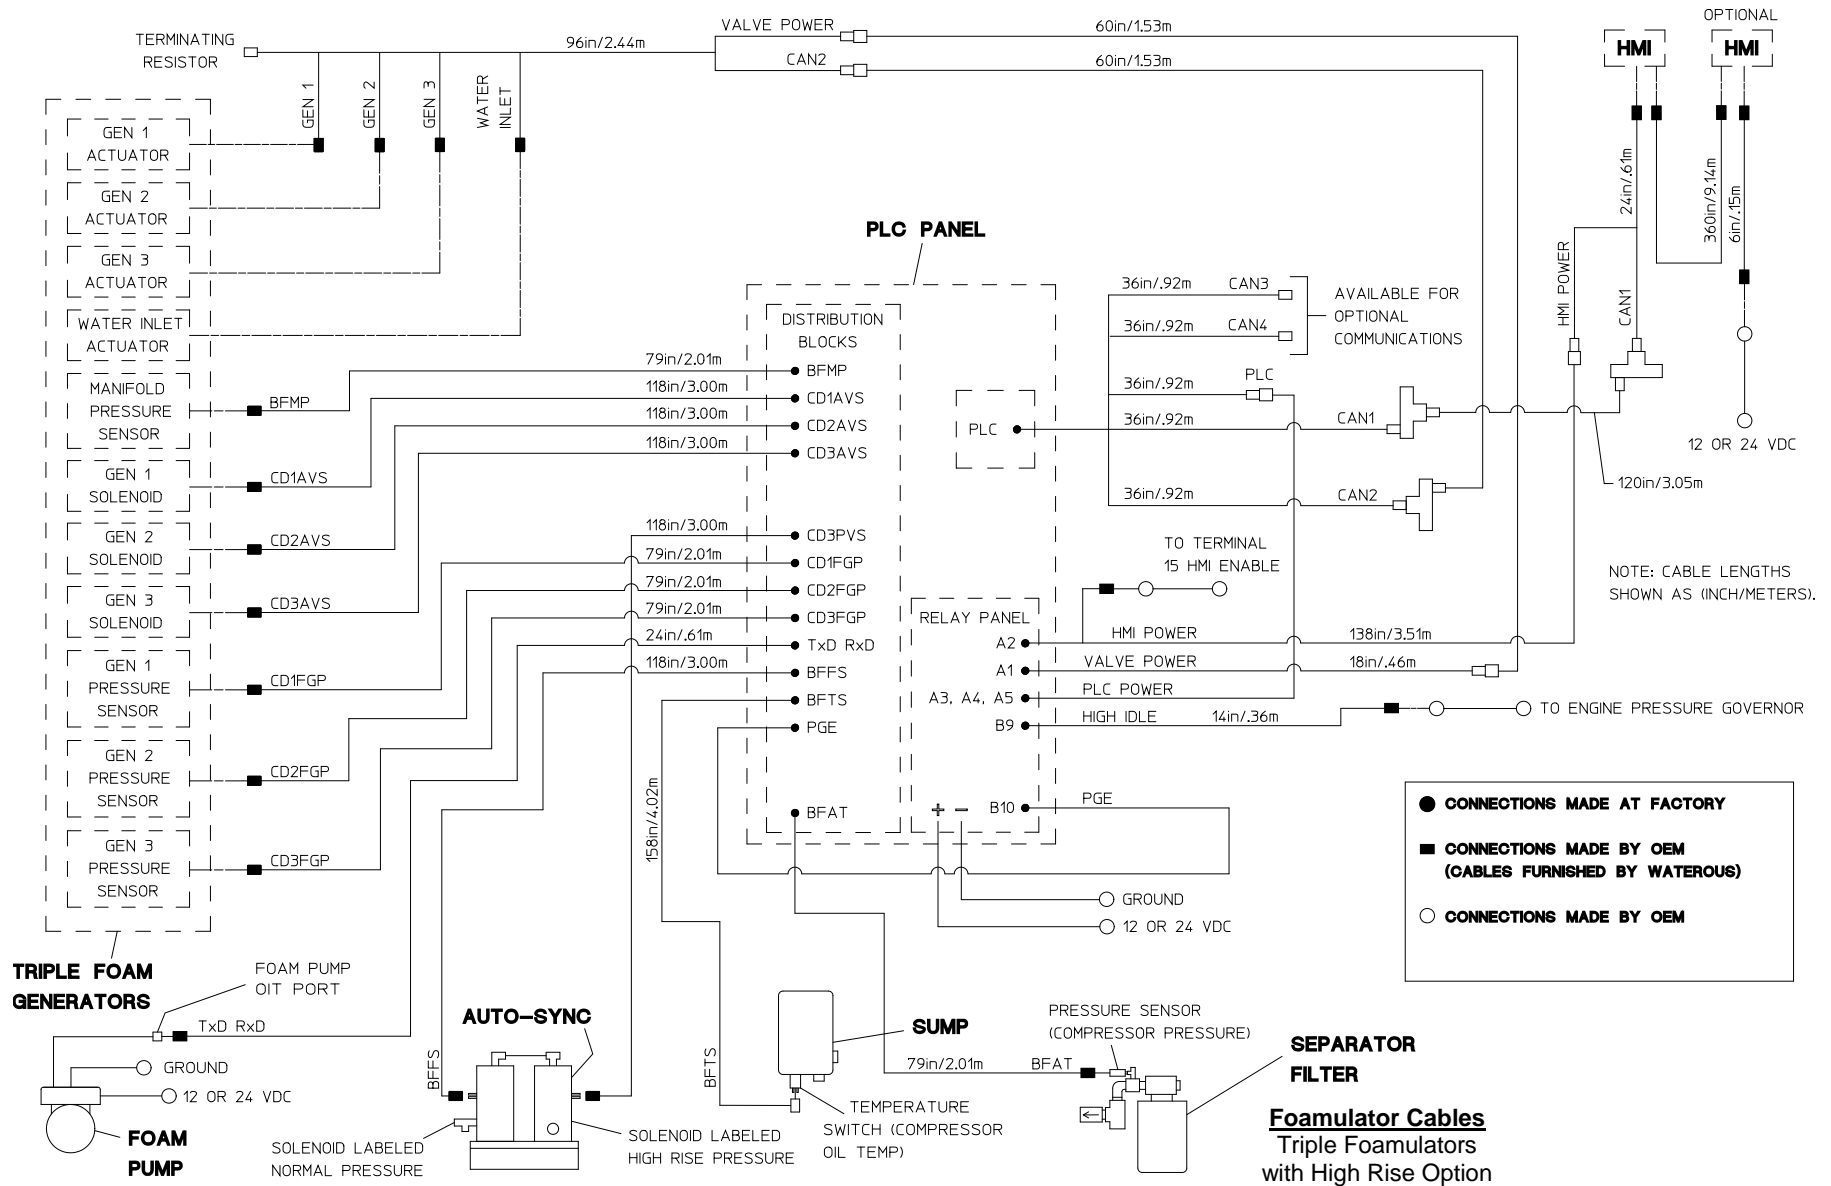 TERMINATING
RESISTOR
96in/2.44m
VALVE POWER
CAN2
60in/1.53m
60in/1.53m
OPTIONAL
HMI
HMI
GEN 1
GEN 2
GEN 3
WATER
INLET
GEN 1
ACTUATOR
GEN 2
ACTUATOR
GEN 3
ACTUATOR
WATER INLET
ACTUATOR
MANIFOLD
PRESSURE
SENSOR
GEN 1
SOLENOID
GEN 2
SOLENOID
GEN 3
SOLENOID
GEN 1
PRESSURE
SENSOR
GEN 2
PRESSURE
SENSOR
GEN 3
PRESSURE
SENSOR
BFMP
CD1AVS
CD2AVS
CD3AVS
CD1FGP
CD2FGP
CD3FGP
TRIPLE FOAM
GENERATORS
79in/2.01m
118in/3.00m
118in/3.00m
118in/3.00m
118in/3.00m
79in/2.01m
79in/2.01m
79in/2.01m
24in/.61m
118in/3.00m
158in/4.02m
PLC PANEL
DISTRIBUTION
BLOCKS
BFMP
CD1AVS
CD2AVS
CD3AVS
CD3PVS
CD1FGP
CD2FGP
CD3FGP
TxD RxD
BFFS
BFTS
PGE
BFAT
PLC
RELAY PANEL
A2
A1
A3, A4, A5
B9
B10
+ −
36in/.92m CAN3
36in/.92m CAN4
AVAILABLE FOR
OPTIONAL
COMMUNICATIONS
36in/.92m PLC
36in/.92m CAN1
36in/.92m CAN2
TO TERMINAL
15 HMI ENABLE
HMI POWER 138in/3.51m
VALVE POWER 18in/.46m
PLC POWER
HIGH IDLE 14in/.36m
TO ENGINE PRESSURE GOVERNOR
PGE
GROUND
12 OR 24 VDC
24in/.61m
360in/9.14m
6in/.15m
HMI POWER
CAN1
12 OR 24 VDC
120in/3.05m
NOTE: CABLE LENGTHS
SHOWN AS (INCH/METERS).
CONNECTIONS MADE AT FACTORY
CONNECTIONS MADE BY OEM
(CABLES FURNISHED BY WATEROUS)
CONNECTIONS MADE BY OEM
FOAM PUMP
OIT PORT
TxD RxD
GROUND
12 OR 24 VDC
FOAM
PUMP
AUTO-SYNC
BFFS
SOLENOID LABELED
NORMAL PRESSURE
SOLENOID LABELED
HIGH RISE PRESSURE
BFTS
SUMP
TEMPERATURE
SWITCH (COMPRESSOR
OIL TEMP)
79in/2.01m BFAT
PRESSURE SENSOR
(COMPRESSOR PRESSURE)
SEPARATOR
FILTER
Foamulator Cables
Triple Foamulators
with High Rise Option